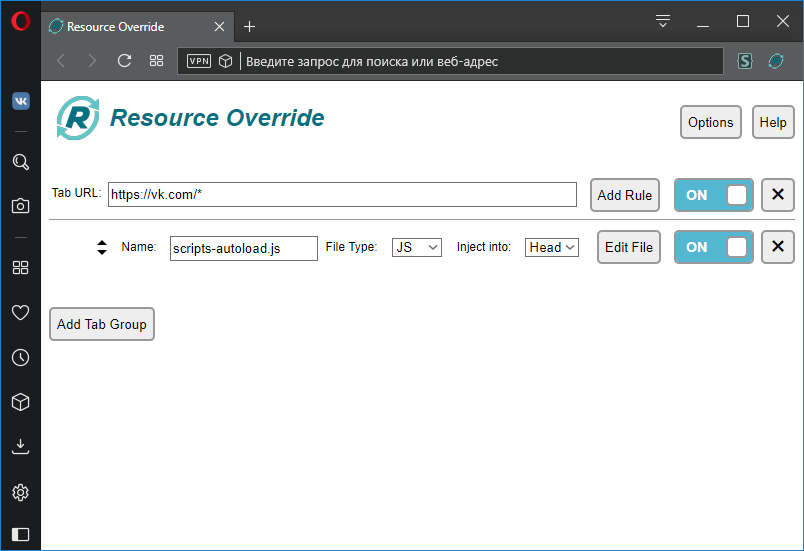 Resource Override
VPN Введите запрос для поиска или веб-адрес
Resource Override
Options
Help
Tab URL: https://vk.com/*
Add Rule
ON
Name: scripts-autoload.js File Type: JS Inject into: Head
Edit File
ON
Add Tab Group